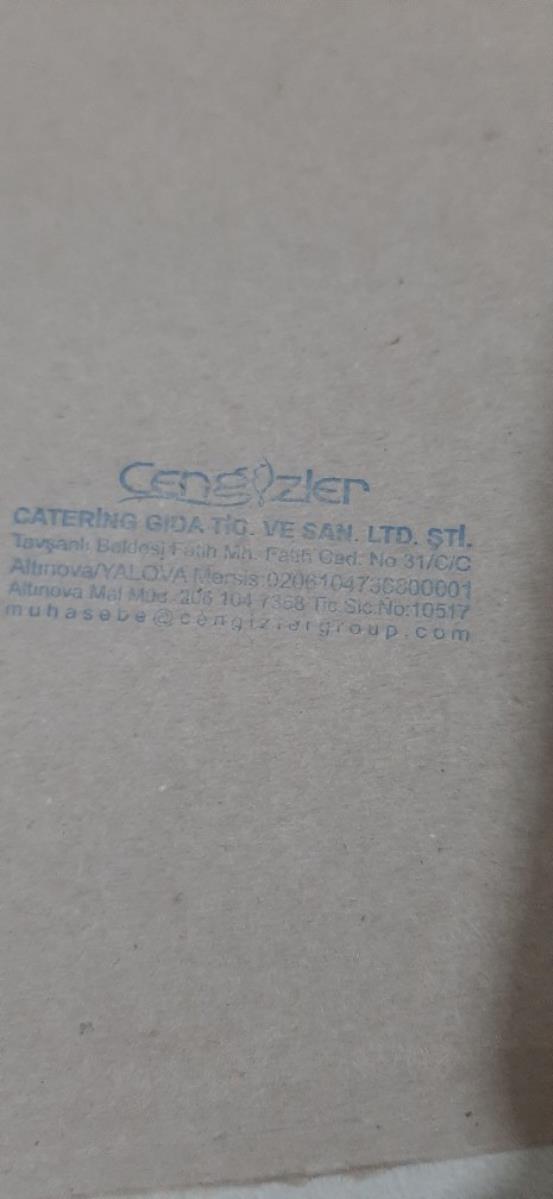 Cengizler
CATERİNG GIDA TİC. VE SAN. LTD. ŞTİ.
Tavşanlı Beldesi Fatih Mh. Fatih Cad. No 31/C/C
Altınova/YALOVA Mersis:0206104736800001
Altınova Mal Müd. 206 104 7368 Tic.Sic.No:10517
muhasebe@cengizlergroup.com